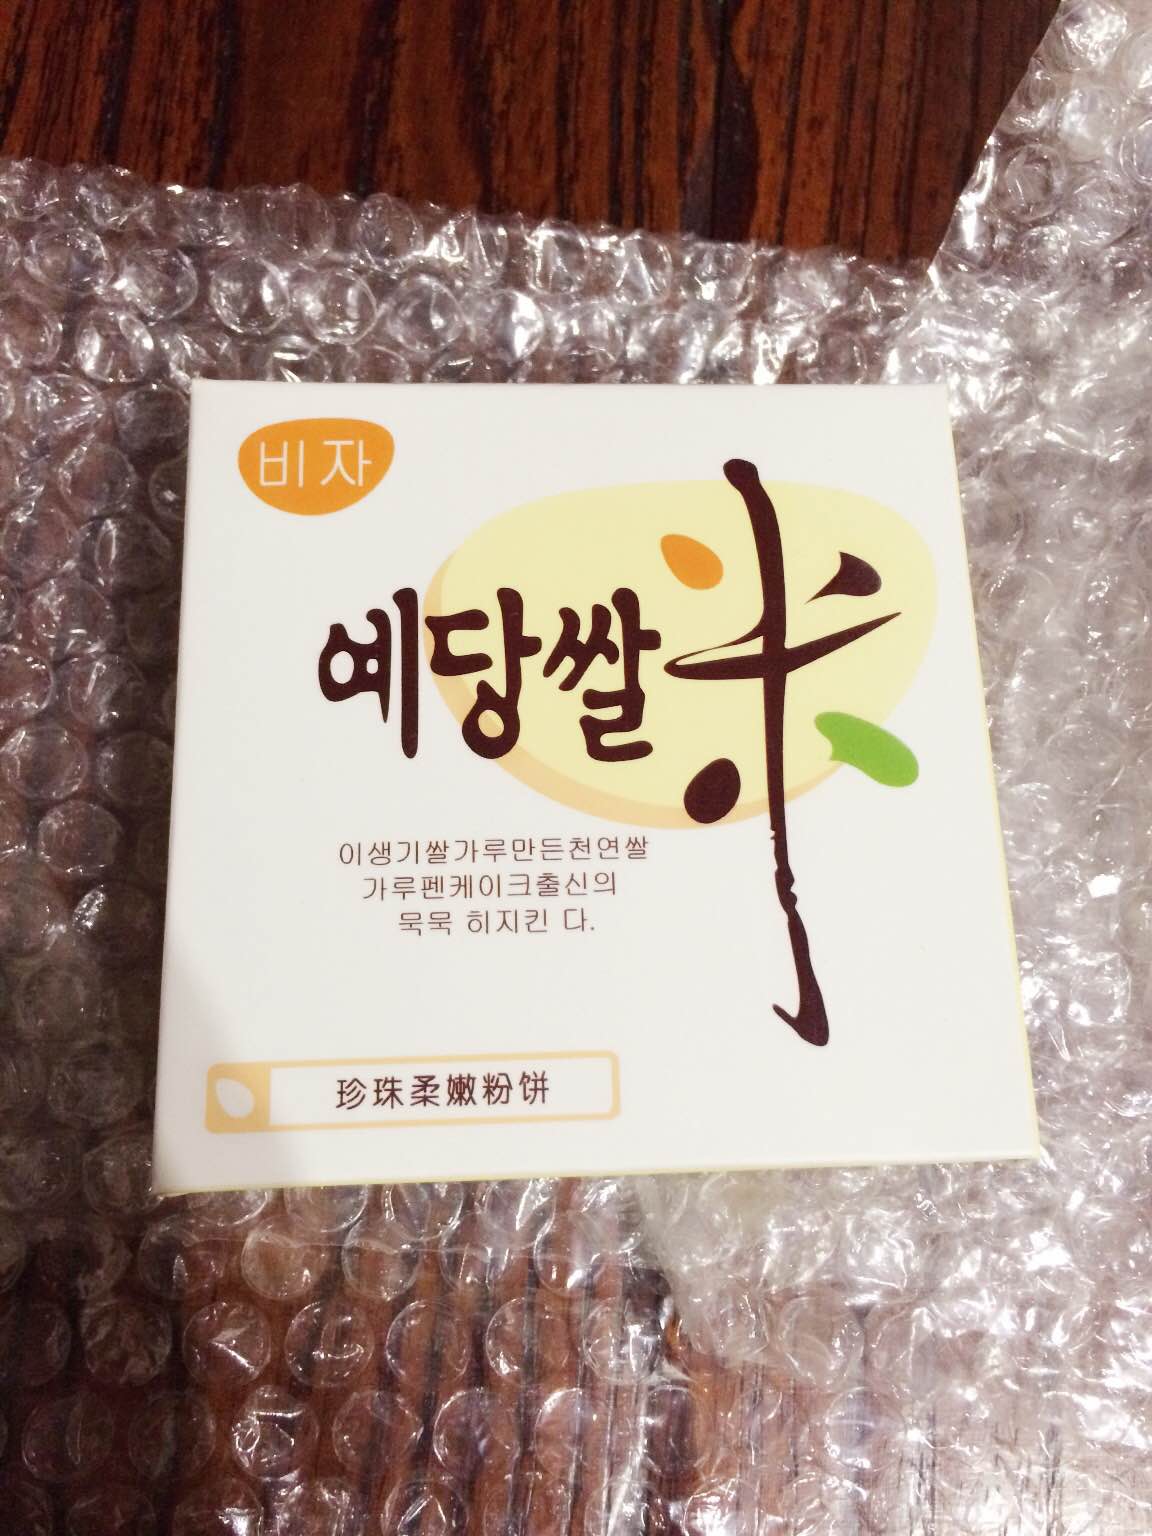 비자
예당쌀米
이생기쌀가루만든천연쌀
가루펜케이크출신의
묵묵 히지킨 다.
珍珠柔嫩粉饼